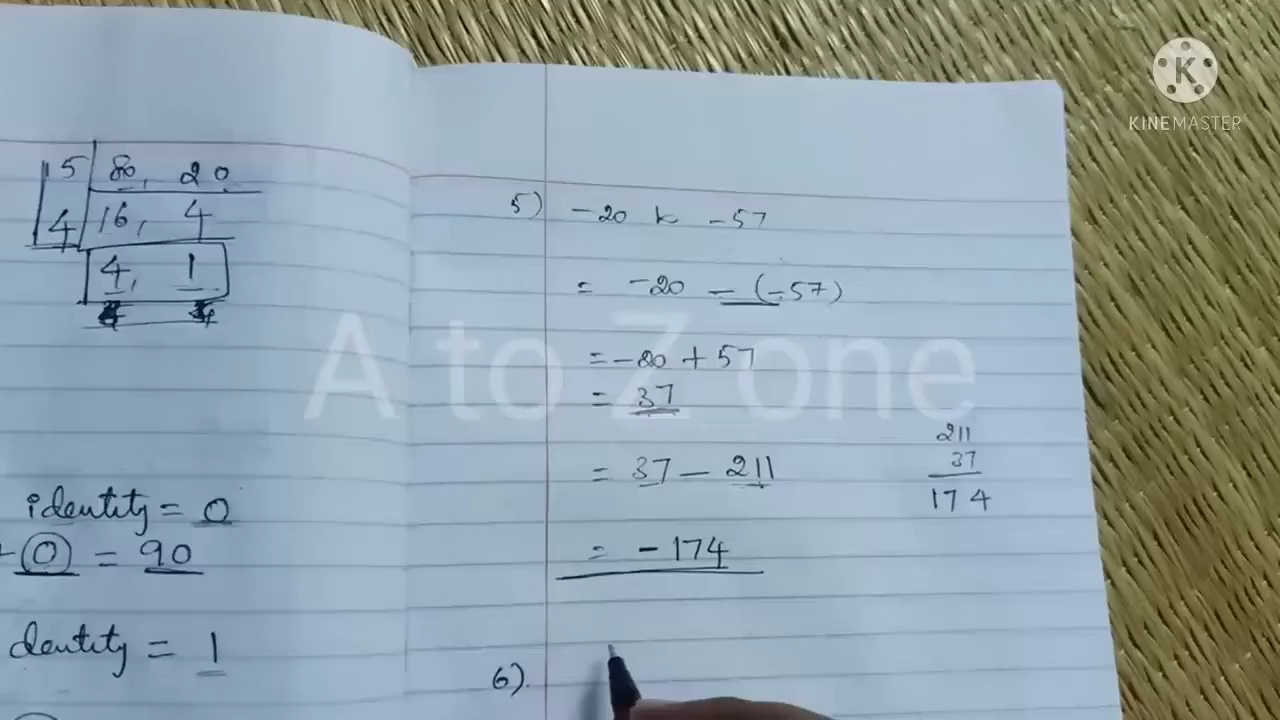 5 80, 20
4 16, 4
4, 1
identity = 0
+ 0 = 90
dentity = 1
5) -20 k -57
= -20 - (-57)
= -20 + 57
= 37
= 37 - 211
= -174
211
37
174
6).
A to Z one
K
KINEMASTER